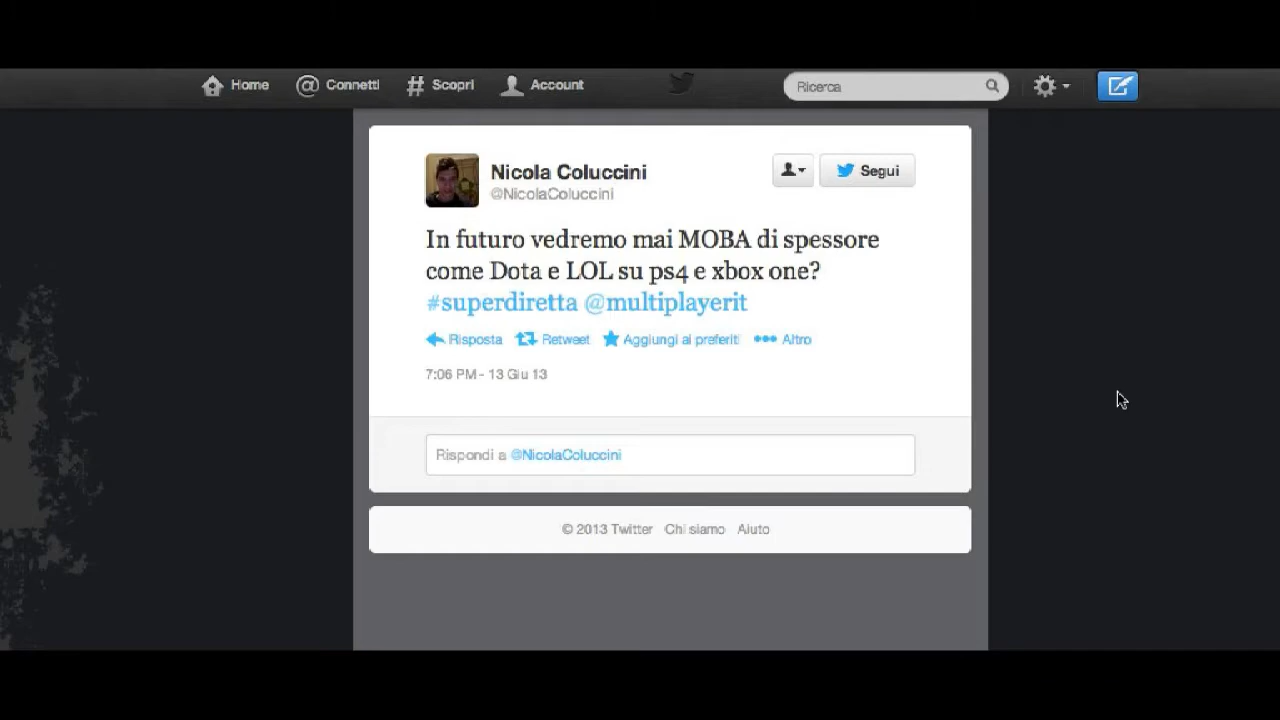 Home @ Connetti # Scopri Account Ricerca
Nicola Coluccini Segui
@NicolaColuccini
In futuro vedremo mai MOBA di spessore
come Dota e LOL su ps4 e xbox one?
#superdiretta @multiplayerit
Risposta Retweet Aggiungi ai preferiti Altro
7:06 PM - 13 Giu 13
Rispondi a @NicolaColuccini
© 2013 Twitter Chi siamo Aiuto